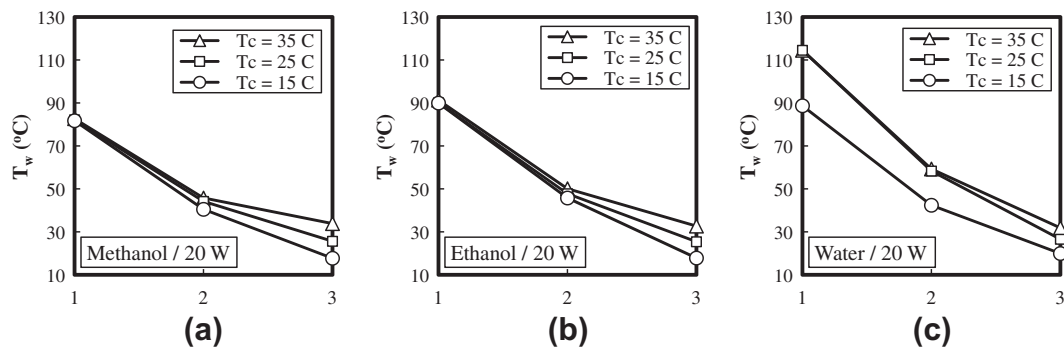 130
110
90
70
50
30
10
T_w (°C)
Tc = 35 C
Tc = 25 C
Tc = 15 C
Methanol / 20 W
1 2 3
(a)
130
110
90
70
50
30
10
T_w (°C)
Tc = 35 C
Tc = 25 C
Tc = 15 C
Ethanol / 20 W
1 2 3
(b)
130
110
90
70
50
30
10
T_w (°C)
Tc = 35 C
Tc = 25 C
Tc = 15 C
Water / 20 W
1 2 3
(c)